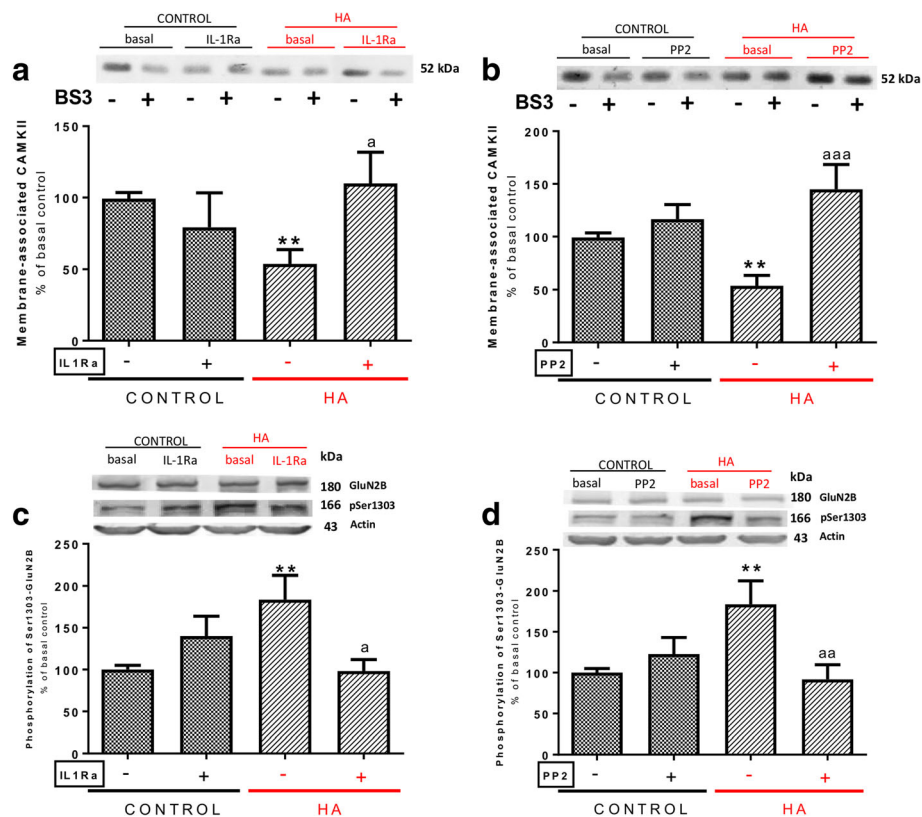 a
CONTROL HA
basal IL-1Ra basal IL-1Ra
52 kDa
BS3 - + - + - + - +
Membrane-associated CAMKII
% of basal control
150
100
50
0
** a
IL1Ra - + - +
CONTROL HA
b
CONTROL HA
basal PP2 basal PP2
52 kDa
BS3 - + - + - + - +
Membrane-associated CAMKII
% of basal control
200
150
100
50
0
** aaa
PP2 - + - +
CONTROL HA
c
CONTROL HA kDa
basal IL-1Ra basal IL-1Ra
180 GluN2B
166 pSer1303
43 Actin
Phosphorylation of Ser1303-GluN2B
% of basal control
250
200
150
100
50
0
** a
IL1Ra - + - +
CONTROL HA
d
CONTROL HA kDa
basal PP2 basal PP2
180 GluN2B
166 pSer1303
43 Actin
Phosphorylation of Ser1303-GluN2B
% of basal control
250
200
150
100
50
0
** aa
PP2 - + - +
CONTROL HA